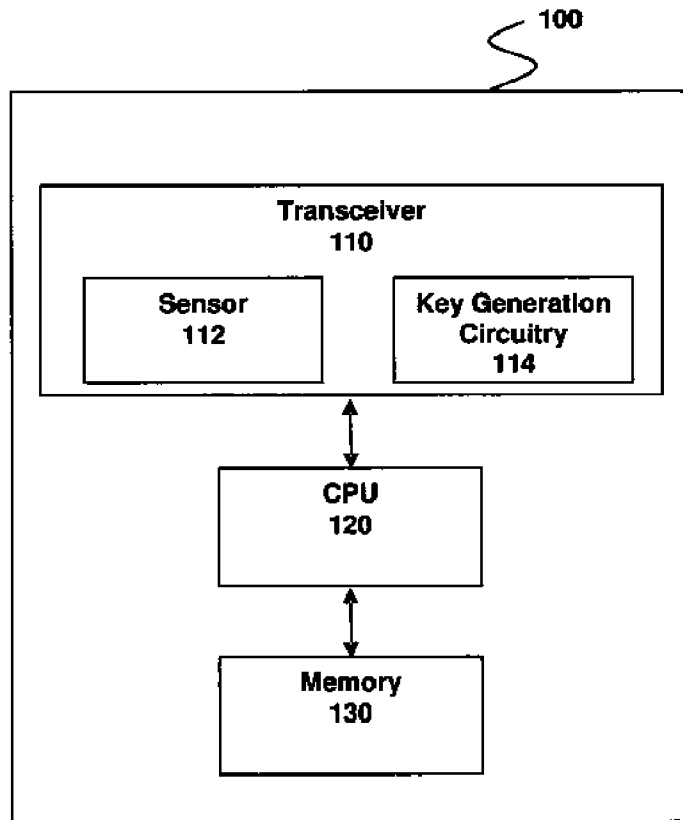 100
Transceiver
110
Sensor
112
Key Generation
Circuitry
114
CPU
120
Memory
130